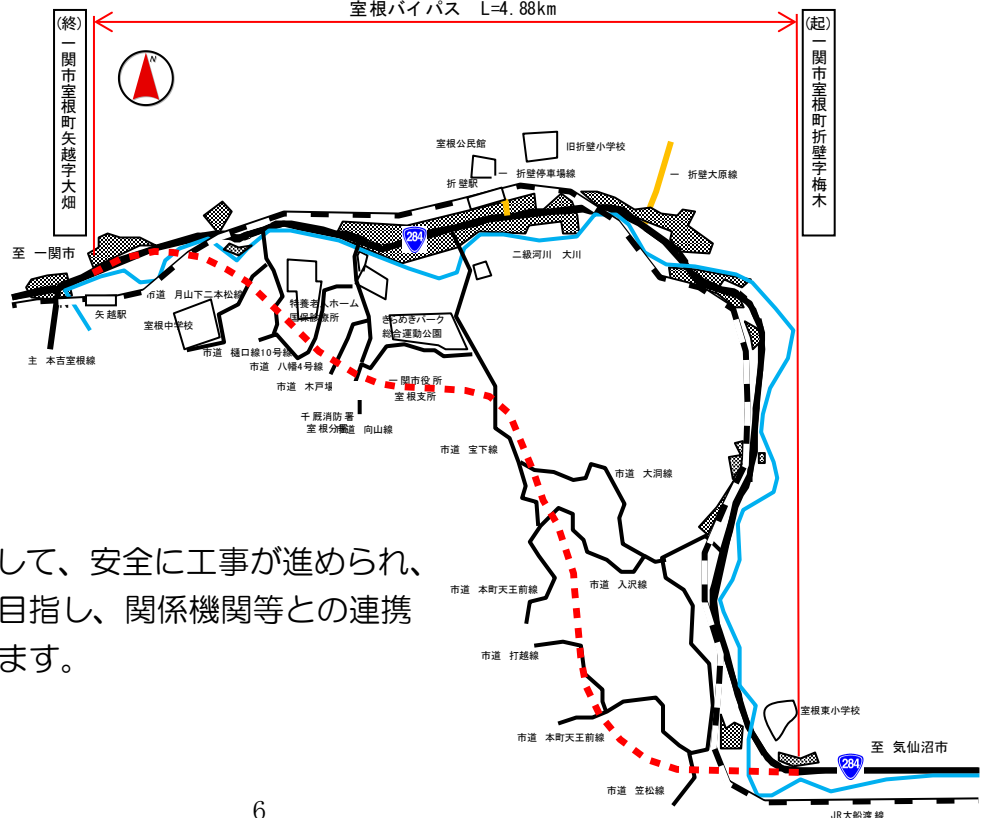 室根バイパス L=4.88km
(終)一関市室根町矢越字大畑
(起)一関市室根町折壁字梅木
N
室根公民館
旧折壁小学校
折壁駅
一 折壁停車場線
一 折壁大原線
284
二級河川 大川
至 一関市
矢越駅
主 本吉室根線
市道 月山下二本松線
室根中学校
特養老人ホーム
国保診療所
きらめきパーク
総合運動公園
市道 樋口線10号線
市道 八幡4号線
市道 木戸場
一関市役所
室根支所
千厩消防署
室根分署
市道 向山線
市道 宝下線
市道 大洞線
市道 入沢線
市道 本町天王前線
市道 打越線
市道 本町天王前線
市道 笠松線
室根東小学校
至 気仙沼市
284
JR大船渡線
して、安全に工事が進められ、
目指し、関係機関等との連携
ます。
6